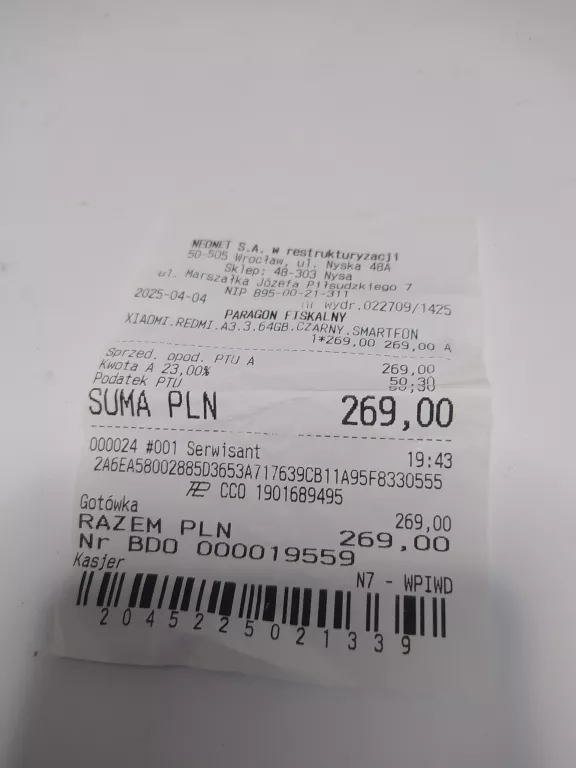 NEONET S.A. w restrukturyzacji
50-505 Wrocław, ul. Nyska 48A
Sklep: 48-303 Nysa
ul. Marszałka Józefa Piłsudskiego 7
NIP 895-00-21-311
2025-04-04 nr wydr.022709/1425
PARAGON FISKALNY
XIAOMI.REDMI.A3.3.64GB.CZARNY.SMARTFON
1*269,00 269,00 A
Sprzed. opod. PTU A 269,00
Kwota A 23,00% 50,30
Podatek PTU 50,30
SUMA PLN 269,00
000024 #001 Serwisant 19:43
2A6EA58002885D3653A717639CB11A95F8330555
CCO 1901689495
Gotówka 269,00
RAZEM PLN 269,00
Nr BDO 000019559
Kasjer N7 - WPIWD
2045225021339